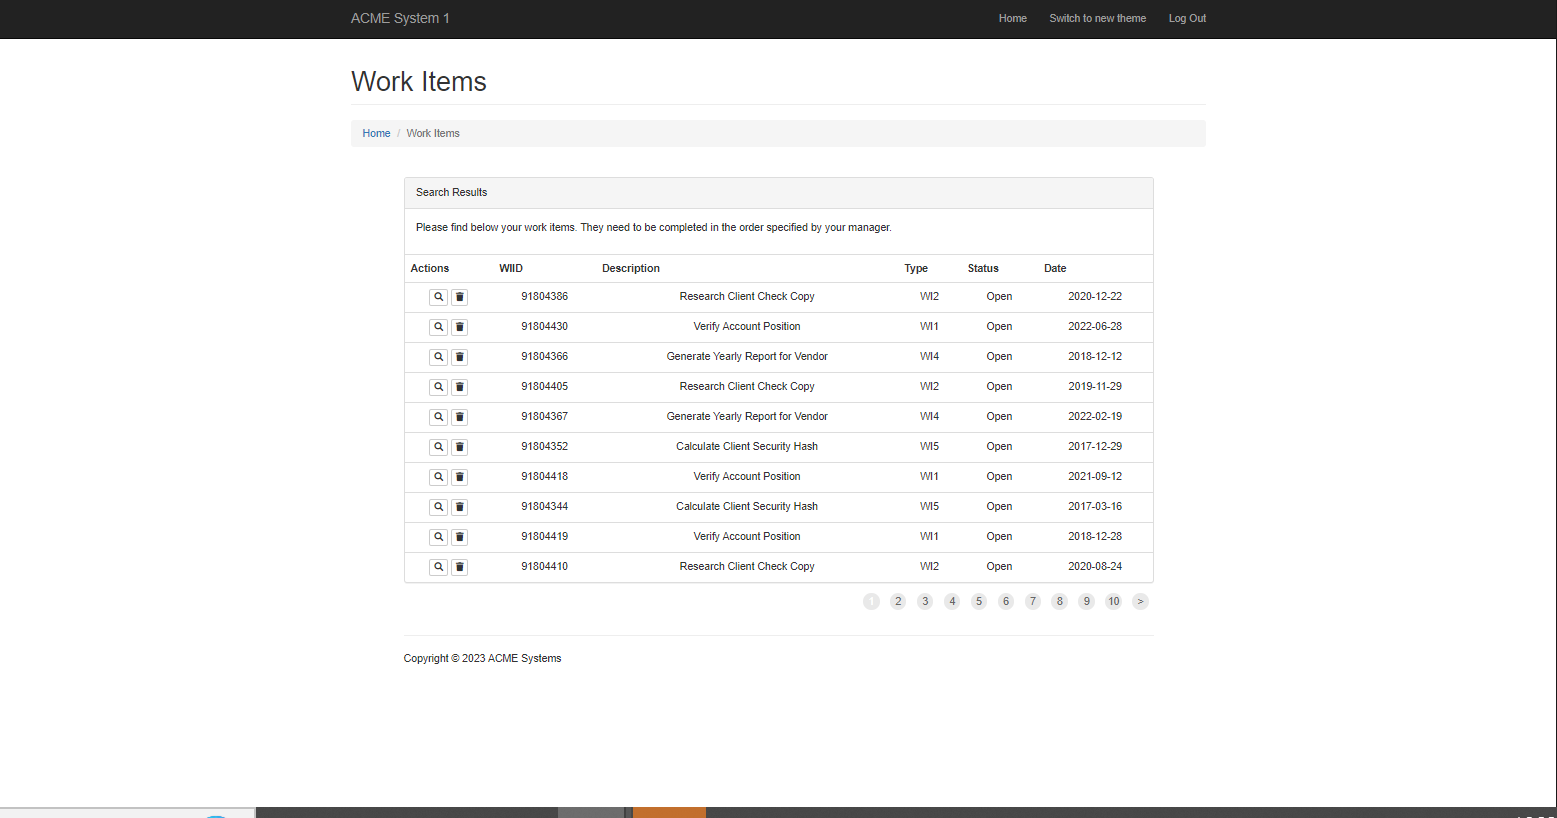 ACME System 1 Home Switch to new theme Log Out
Work Items
Home / Work Items
Search Results
Please find below your work items. They need to be completed in the order specified by your manager.
Actions WIID Description Type Status Date
91804386 Research Client Check Copy WI2 Open 2020-12-22
91804430 Verify Account Position WI1 Open 2022-06-28
91804366 Generate Yearly Report for Vendor WI4 Open 2018-12-12
91804405 Research Client Check Copy WI2 Open 2019-11-29
91804367 Generate Yearly Report for Vendor WI4 Open 2022-02-19
91804352 Calculate Client Security Hash WI5 Open 2017-12-29
91804418 Verify Account Position WI1 Open 2021-09-12
91804344 Calculate Client Security Hash WI5 Open 2017-03-16
91804419 Verify Account Position WI1 Open 2018-12-28
91804410 Research Client Check Copy WI2 Open 2020-08-24
1 2 3 4 5 6 7 8 9 10 >
Copyright © 2023 ACME Systems